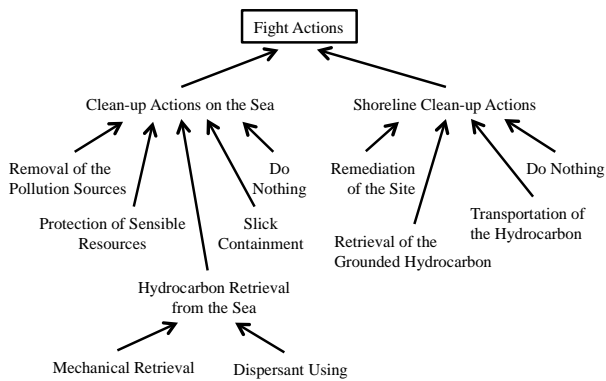 Fight Actions
Clean-up Actions on the Sea
Shoreline Clean-up Actions
Removal of the
Pollution Sources
Do
Nothing
Remediation
of the Site
Do Nothing
Protection of Sensible
Resources
Slick
Containment
Retrieval of the
Grounded Hydrocarbon
Transportation of
the Hydrocarbon
Hydrocarbon Retrieval
from the Sea
Mechanical Retrieval
Dispersant Using